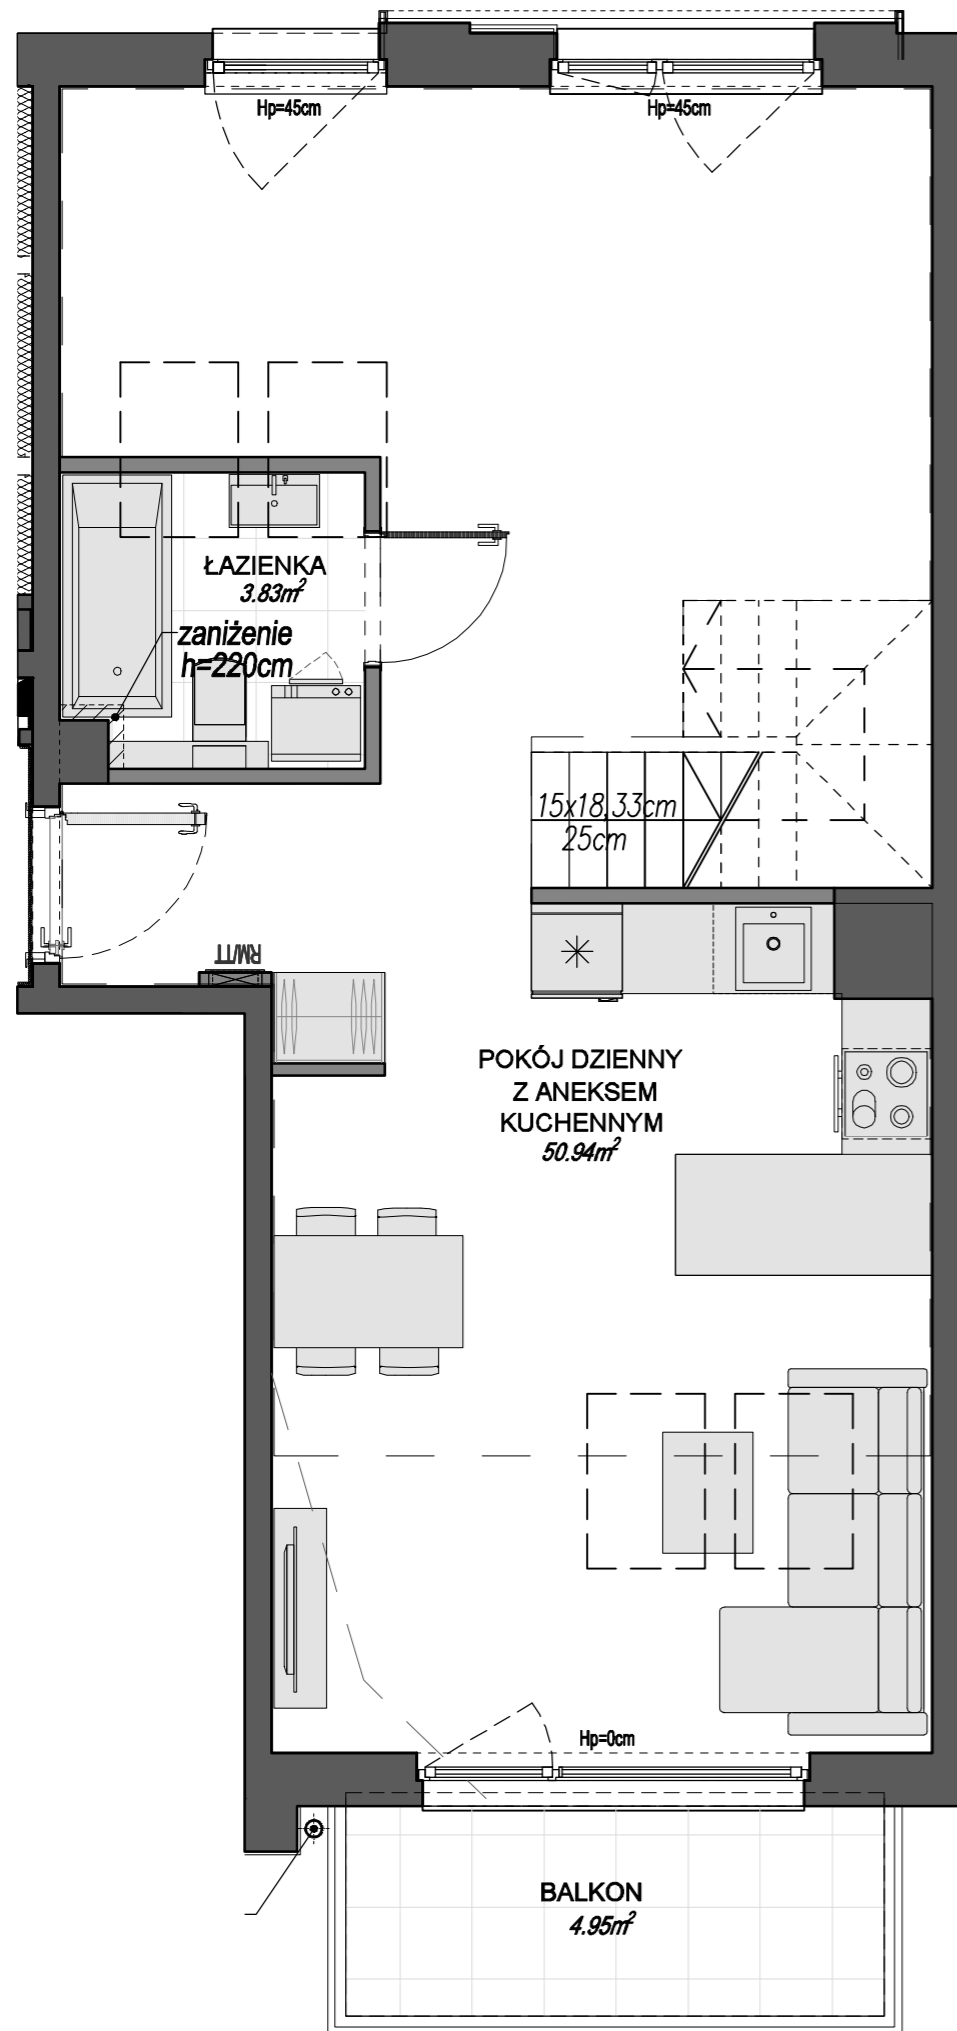 Hp=45cm
Hp=45cm
ŁAZIENKA
3.83m²
zaniżenie
h=220cm
15x18,33cm
25cm
RM/TT
POKÓJ DZIENNY
Z ANEKSEM
KUCHENNYM
50.94m²
Hp=0cm
BALKON
4.95m²